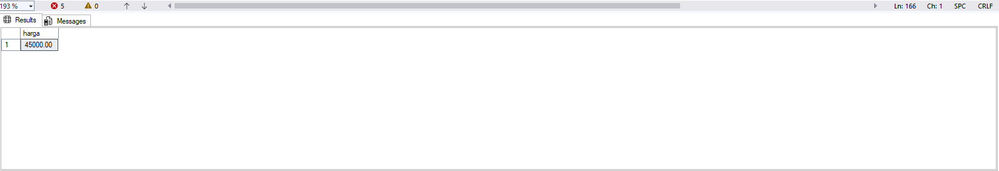 193 % 5 0 Ln: 166 Ch: 1 SPC CRLF
Results Messages
harga
1 45000.00